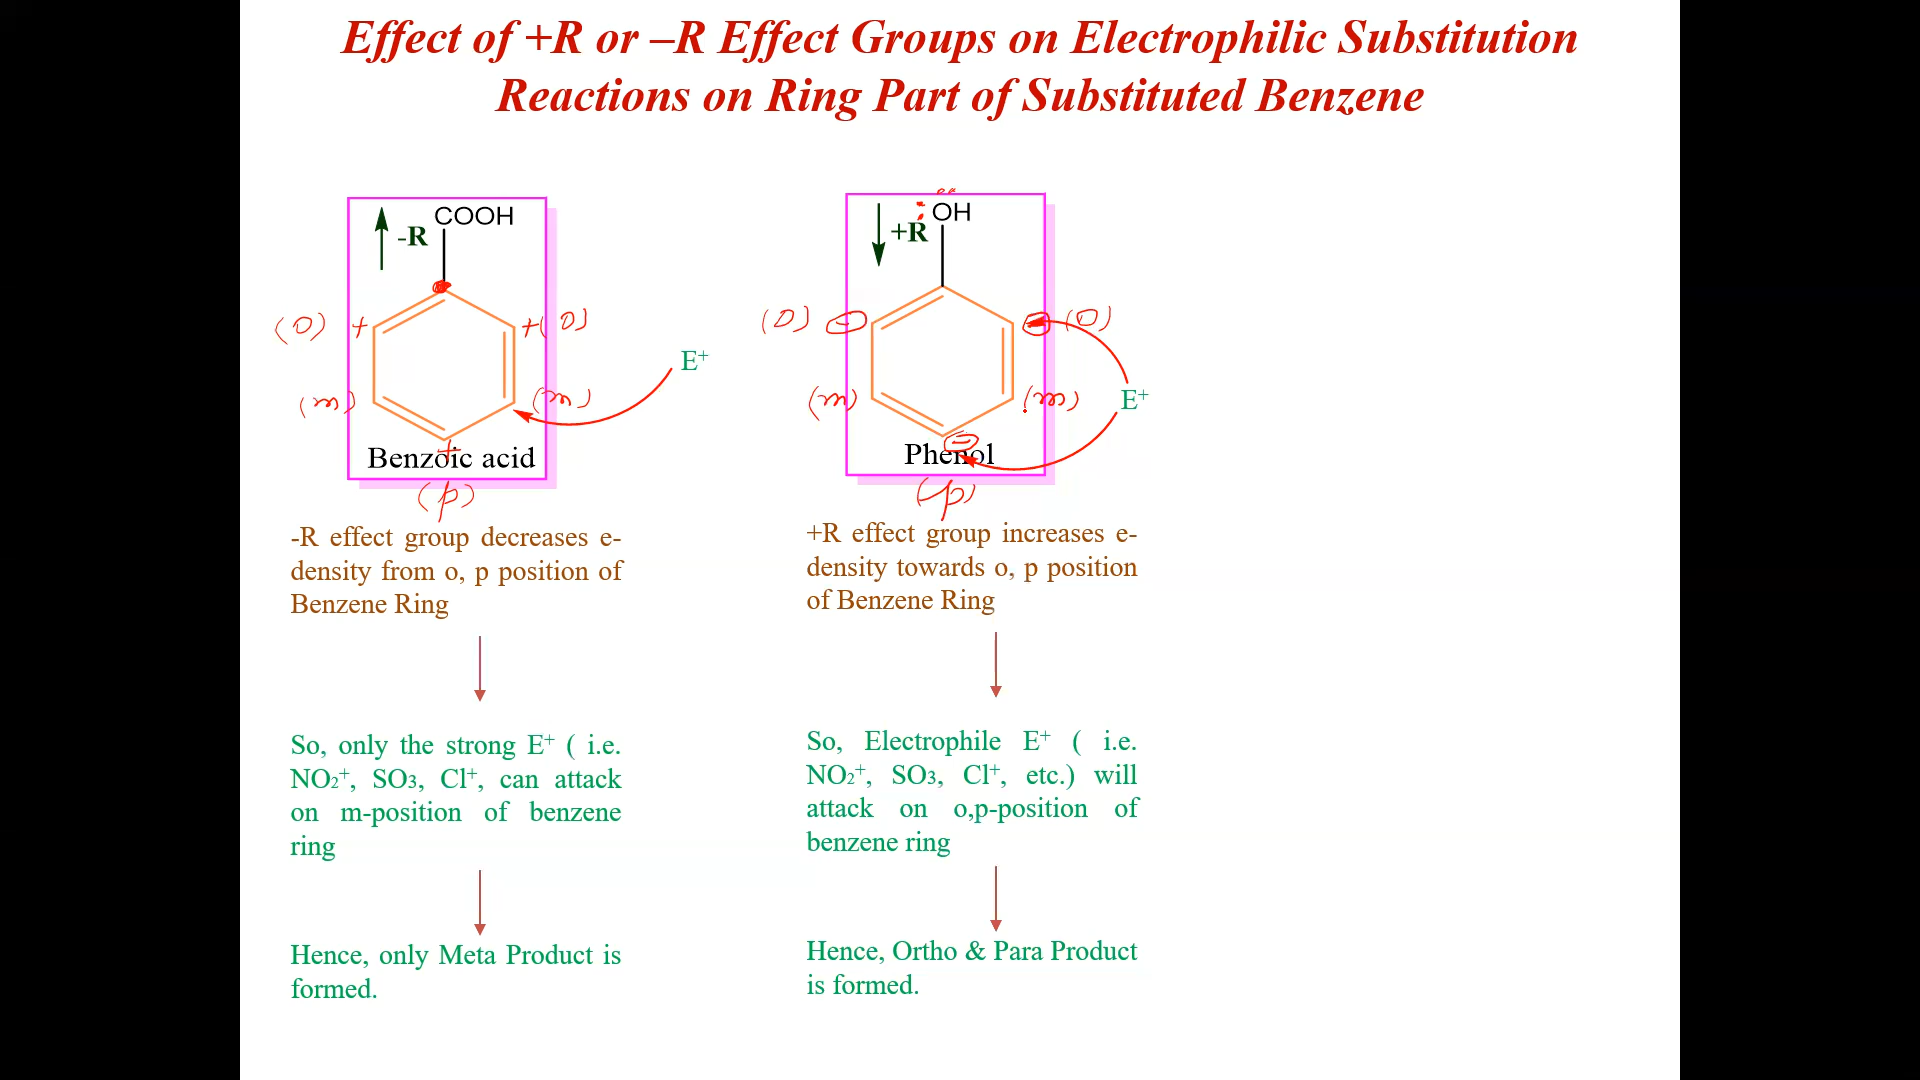 Effect of +R or –R Effect Groups on Electrophilic Substitution
Reactions on Ring Part of Substituted Benzene
COOH
-R
(o) + +(o)
E⁺
(m) (m)
Benzoic acid
+
(p)
-R effect group decreases e-
density from o, p position of
Benzene Ring
So, only the strong E⁺ ( i.e.
NO₂⁺, SO₃, Cl⁺, can attack
on m-position of benzene
ring
Hence, only Meta Product is
formed.
OH
+R
(o) - - (o)
(m) (m)
E⁺
-
Phenol
(p)
+R effect group increases e-
density towards o, p position
of Benzene Ring
So, Electrophile E⁺ ( i.e.
NO₂⁺, SO₃, Cl⁺, etc.) will
attack on o,p-position of
benzene ring
Hence, Ortho & Para Product
is formed.